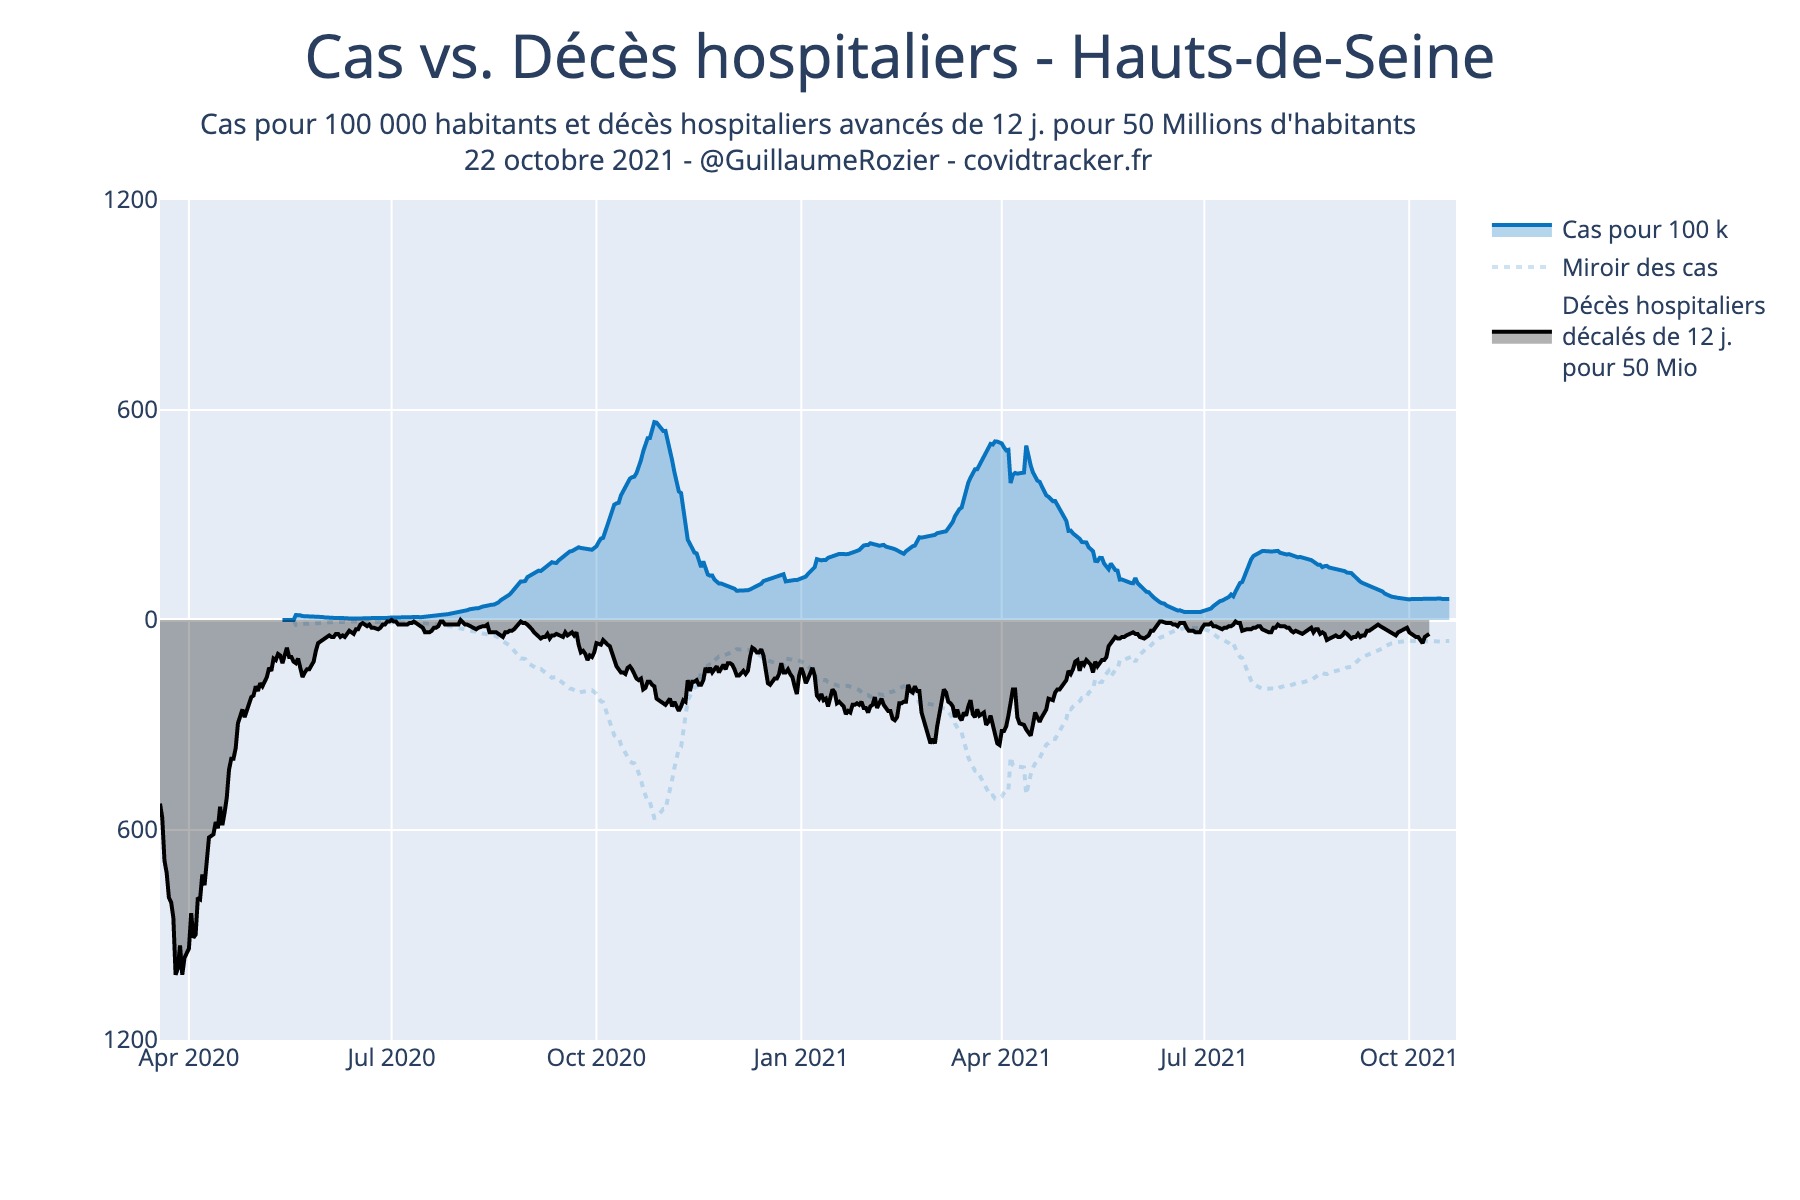 Cas vs. Décès hospitaliers - Hauts-de-Seine
Cas pour 100 000 habitants et décès hospitaliers avancés de 12 j. pour 50 Millions d'habitants
22 octobre 2021 - @GuillaumeRozier - covidtracker.fr
1200
600
0
600
1200
Apr 2020
Jul 2020
Oct 2020
Jan 2021
Apr 2021
Jul 2021
Oct 2021
Cas pour 100 k
Miroir des cas
Décès hospitaliers
décalés de 12 j.
pour 50 Mio